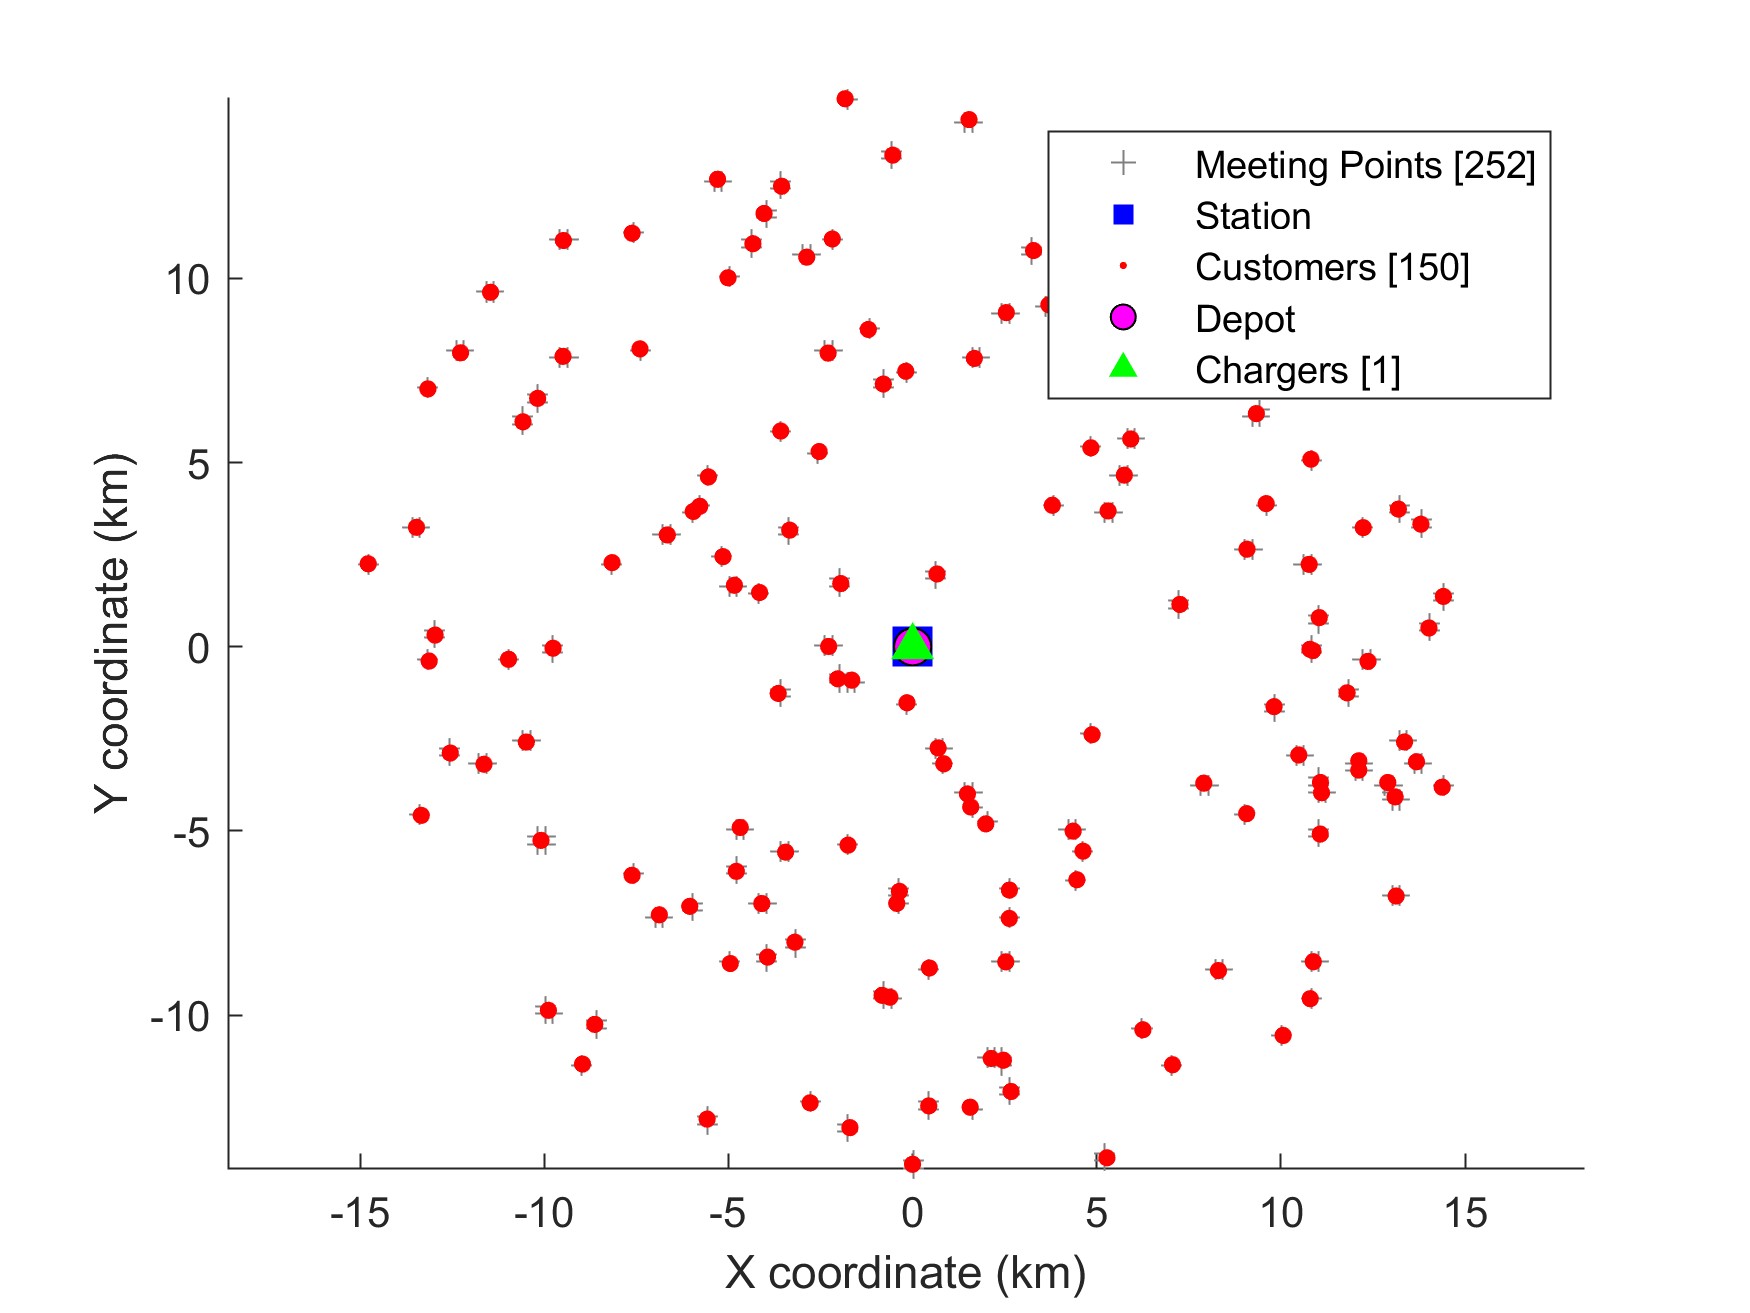 Meeting Points [252]
Station
Customers [150]
Depot
Chargers [1]
10
5
0
-5
-10
Y coordinate (km)
-15
-10
-5
0
5
10
15
X coordinate (km)